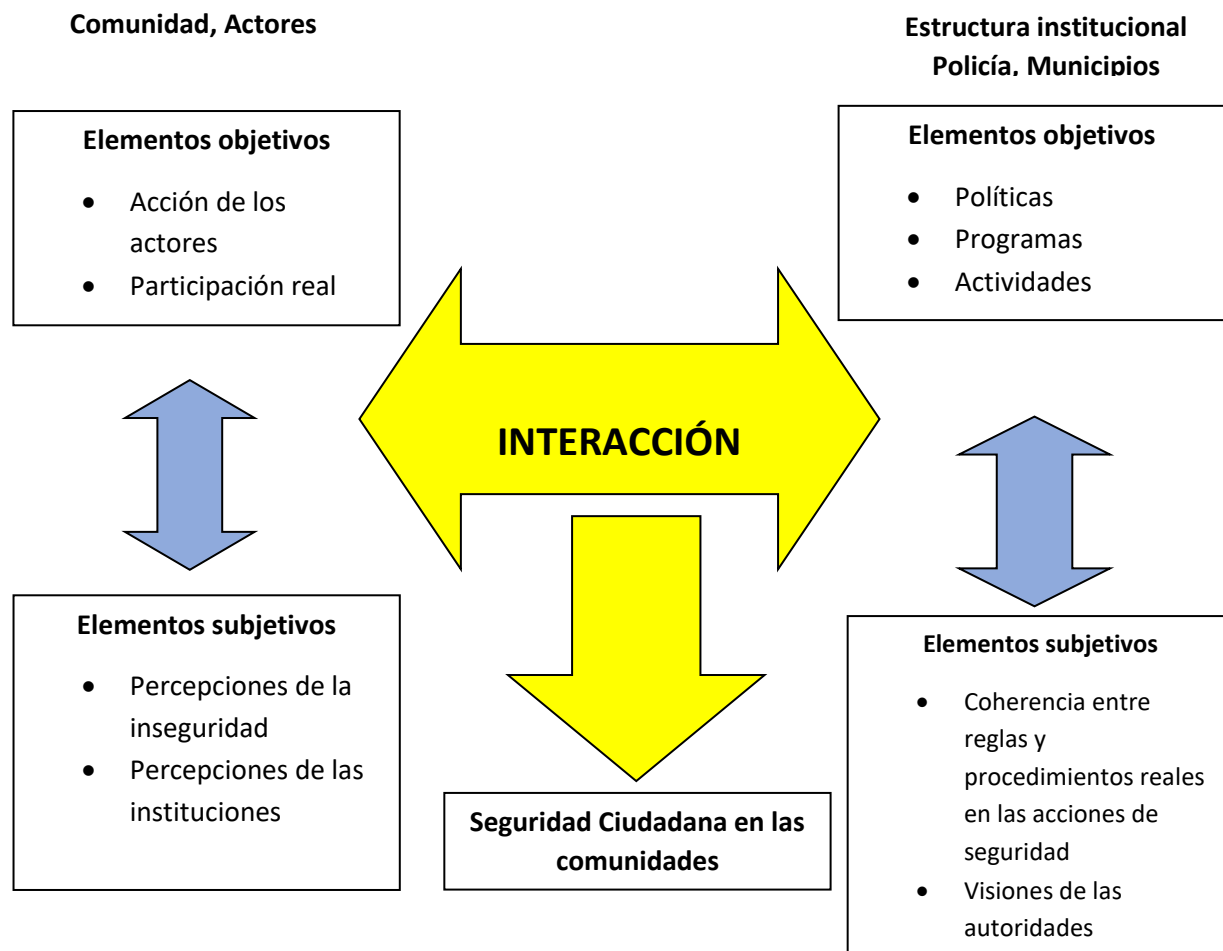 Comunidad, Actores
Estructura institucional
Policía, Municipios
Elementos objetivos
• Acción de los
actores
• Participación real
Elementos objetivos
• Políticas
• Programas
• Actividades
INTERACCIÓN
Elementos subjetivos
• Percepciones de la
inseguridad
• Percepciones de las
instituciones
Seguridad Ciudadana en las
comunidades
Elementos subjetivos
• Coherencia entre
reglas y
procedimientos reales
en las acciones de
seguridad
• Visiones de las
autoridades